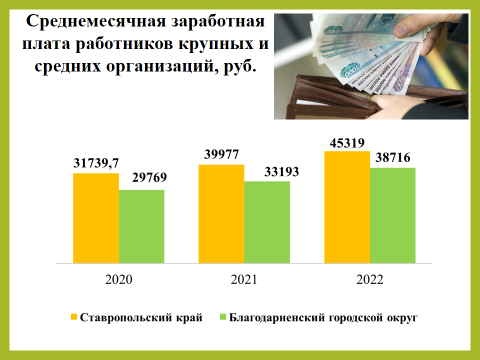 Среднемесячная заработная
плата работников крупных и
средних организаций, руб.
31739,7
29769
39977
33193
45319
38716
2020
2021
2022
Ставропольский край
Благодарненский городской округ